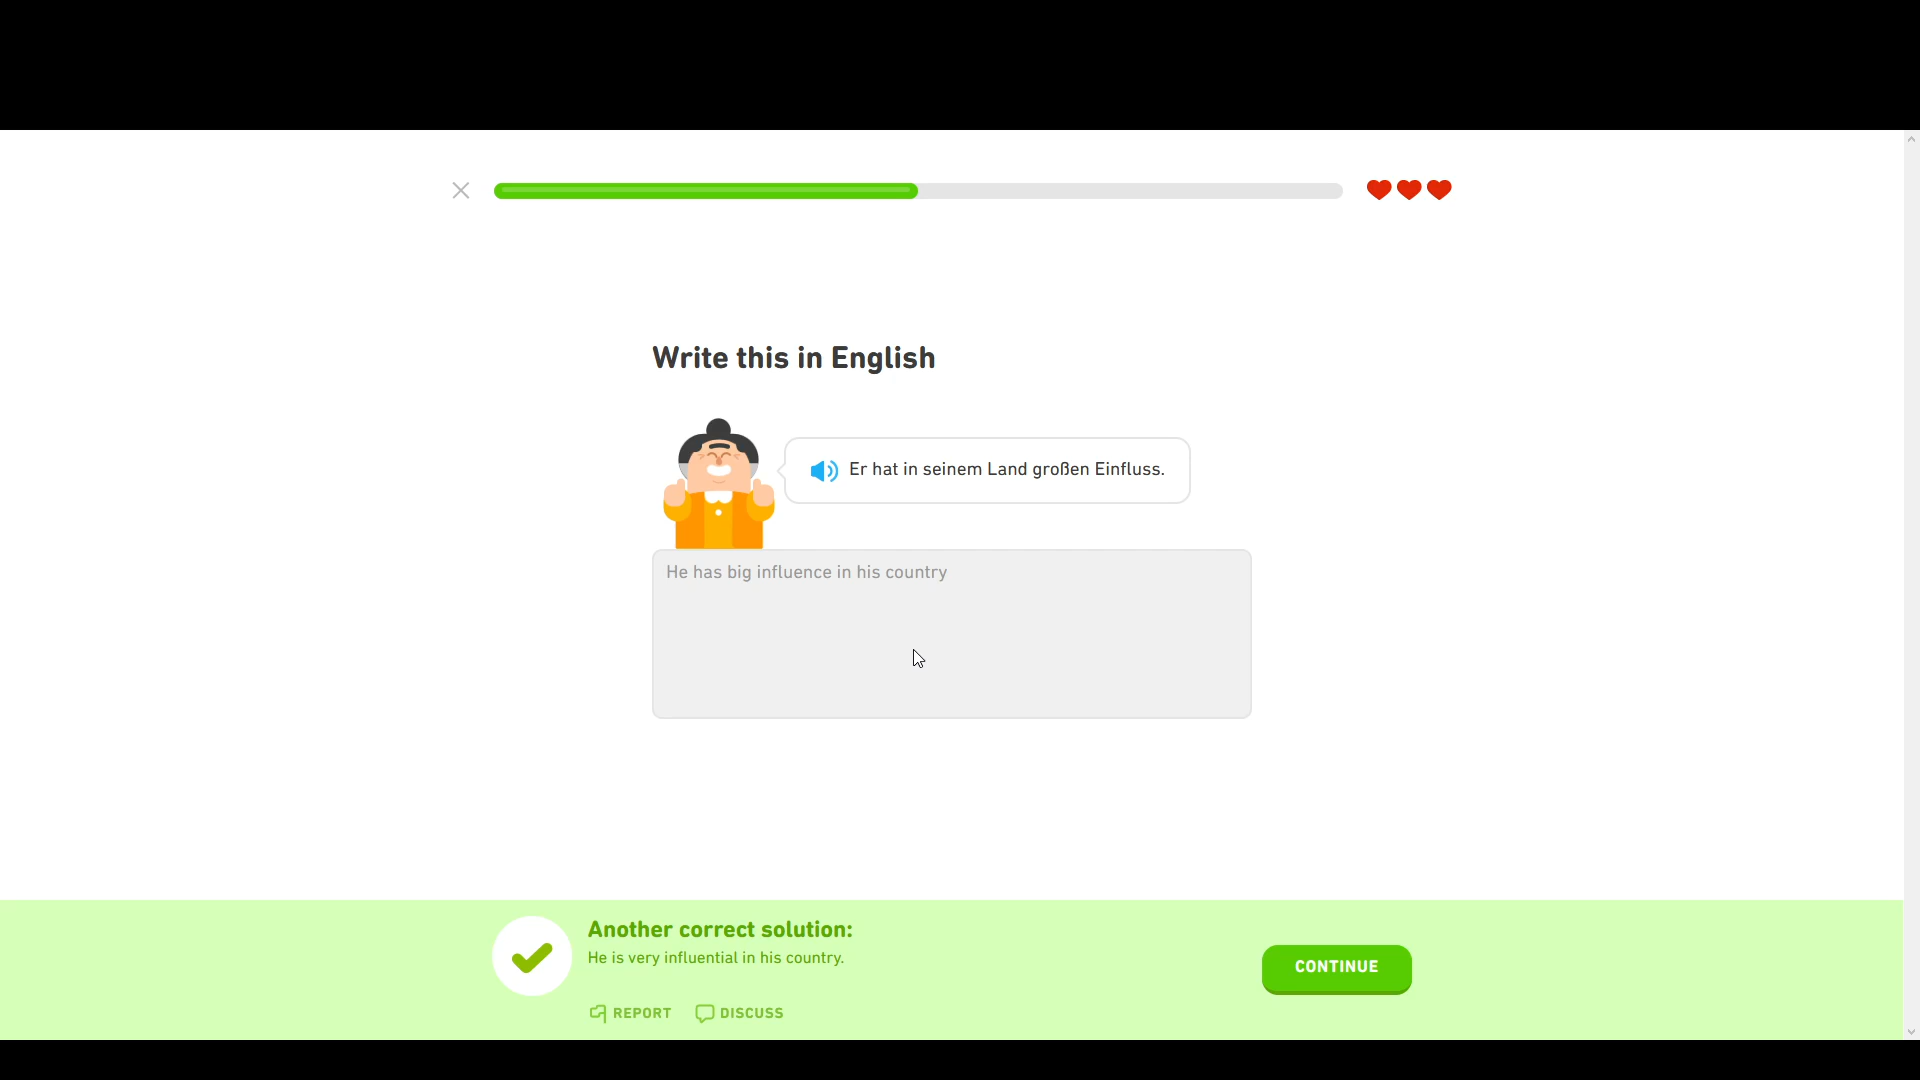 Write this in English
Er hat in seinem Land großen Einfluss.
He has big influence in his country
Another correct solution:
He is very influential in his country.
CONTINUE
REPORT DISCUSS